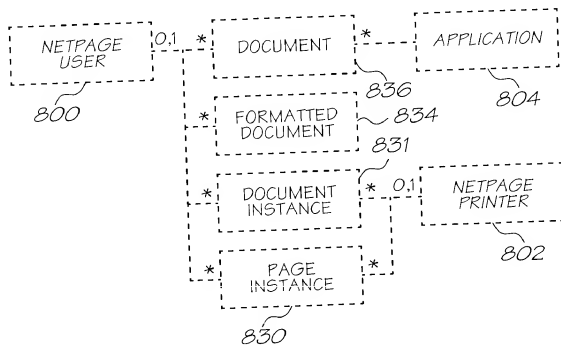 NETPAGE
USER
0,1
*
DOCUMENT
*
APPLICATION
800
836
804
*
FORMATTED
DOCUMENT
834
831
*
DOCUMENT
INSTANCE
*
0,1
NETPAGE
PRINTER
802
*
PAGE
INSTANCE
*
830